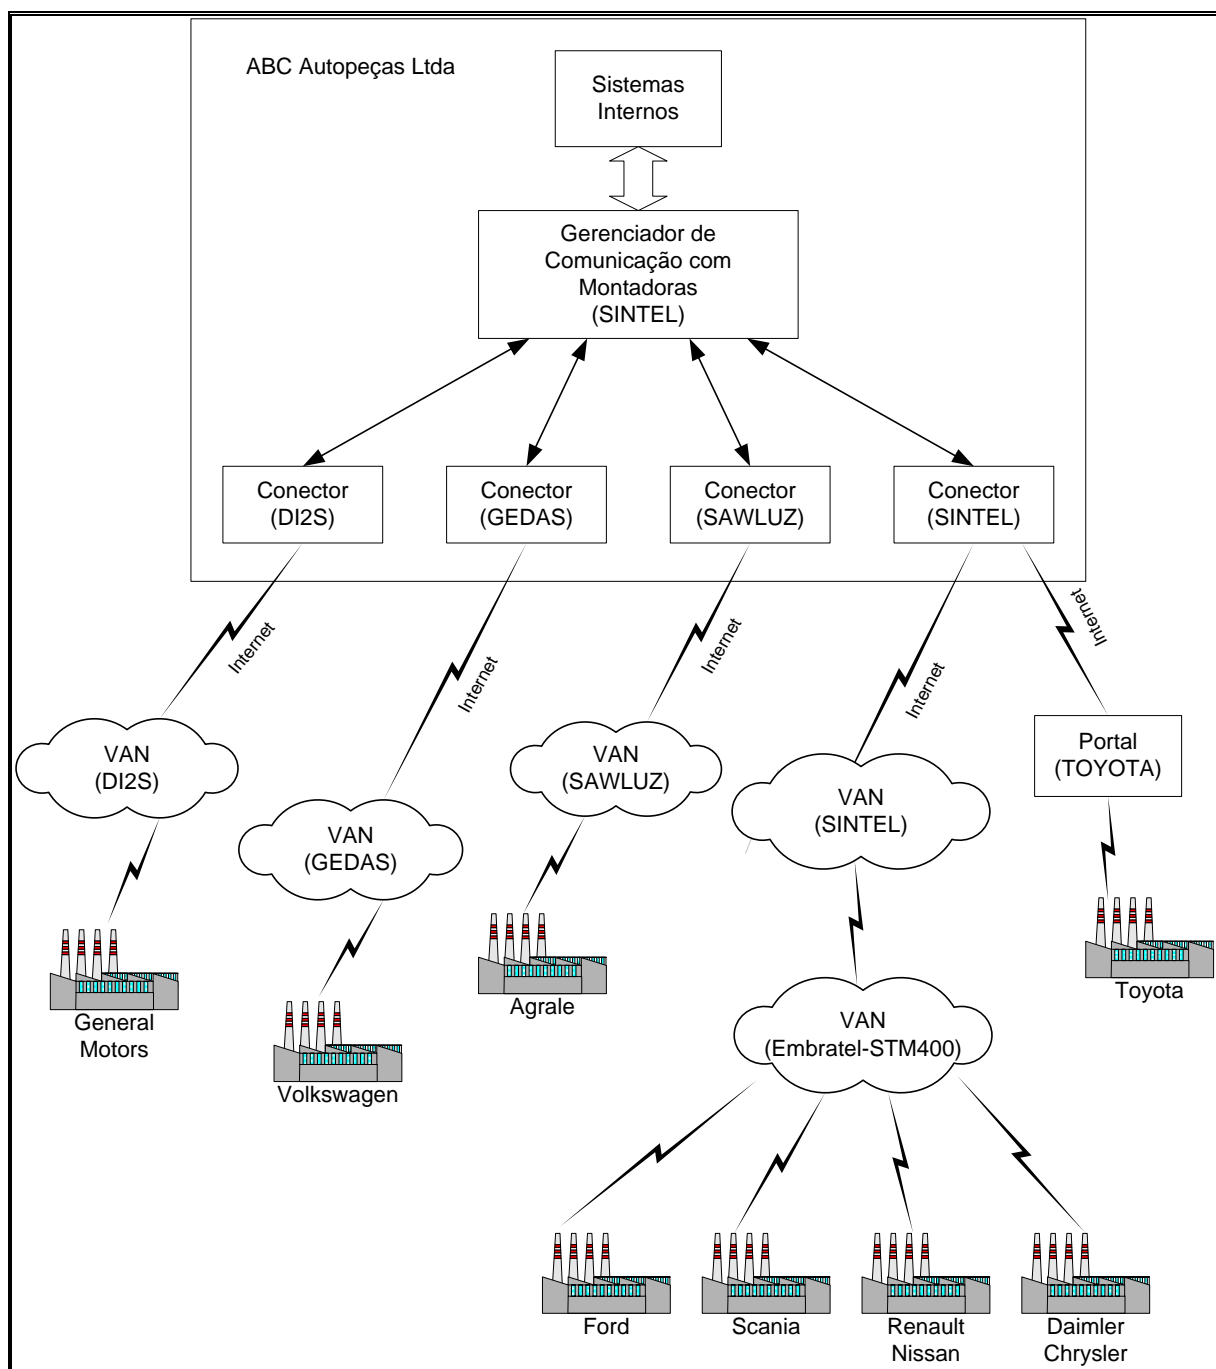 ABC Autopeças Ltda
Sistemas
Internos
Gerenciador de
Comunicação com
Montadoras
(SINTEL)
Conector
(DI2S)
Conector
(GEDAS)
Conector
(SAWLUZ)
Conector
(SINTEL)
Internet
Internet
Internet
Internet
Internet
VAN
(DI2S)
VAN
(GEDAS)
VAN
(SAWLUZ)
VAN
(SINTEL)
Portal
(TOYOTA)
General
Motors
Volkswagen
Agrale
VAN
(Embratel-STM400)
Toyota
Ford
Scania
Renault
Nissan
Daimler
Chrysler